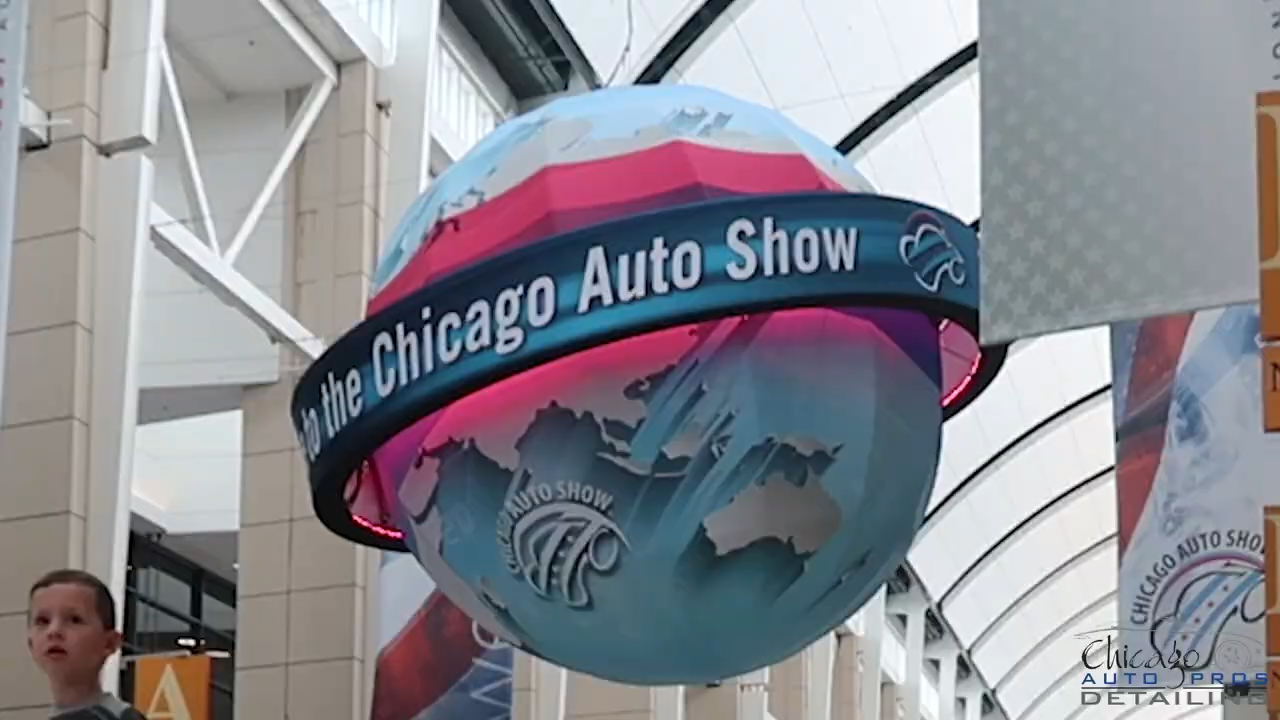 to the Chicago Auto Show
CHICAGO AUTO SHOW
CHICAGO AUTO SHOW
A
Chicago
AUTO PROS
DETAILING